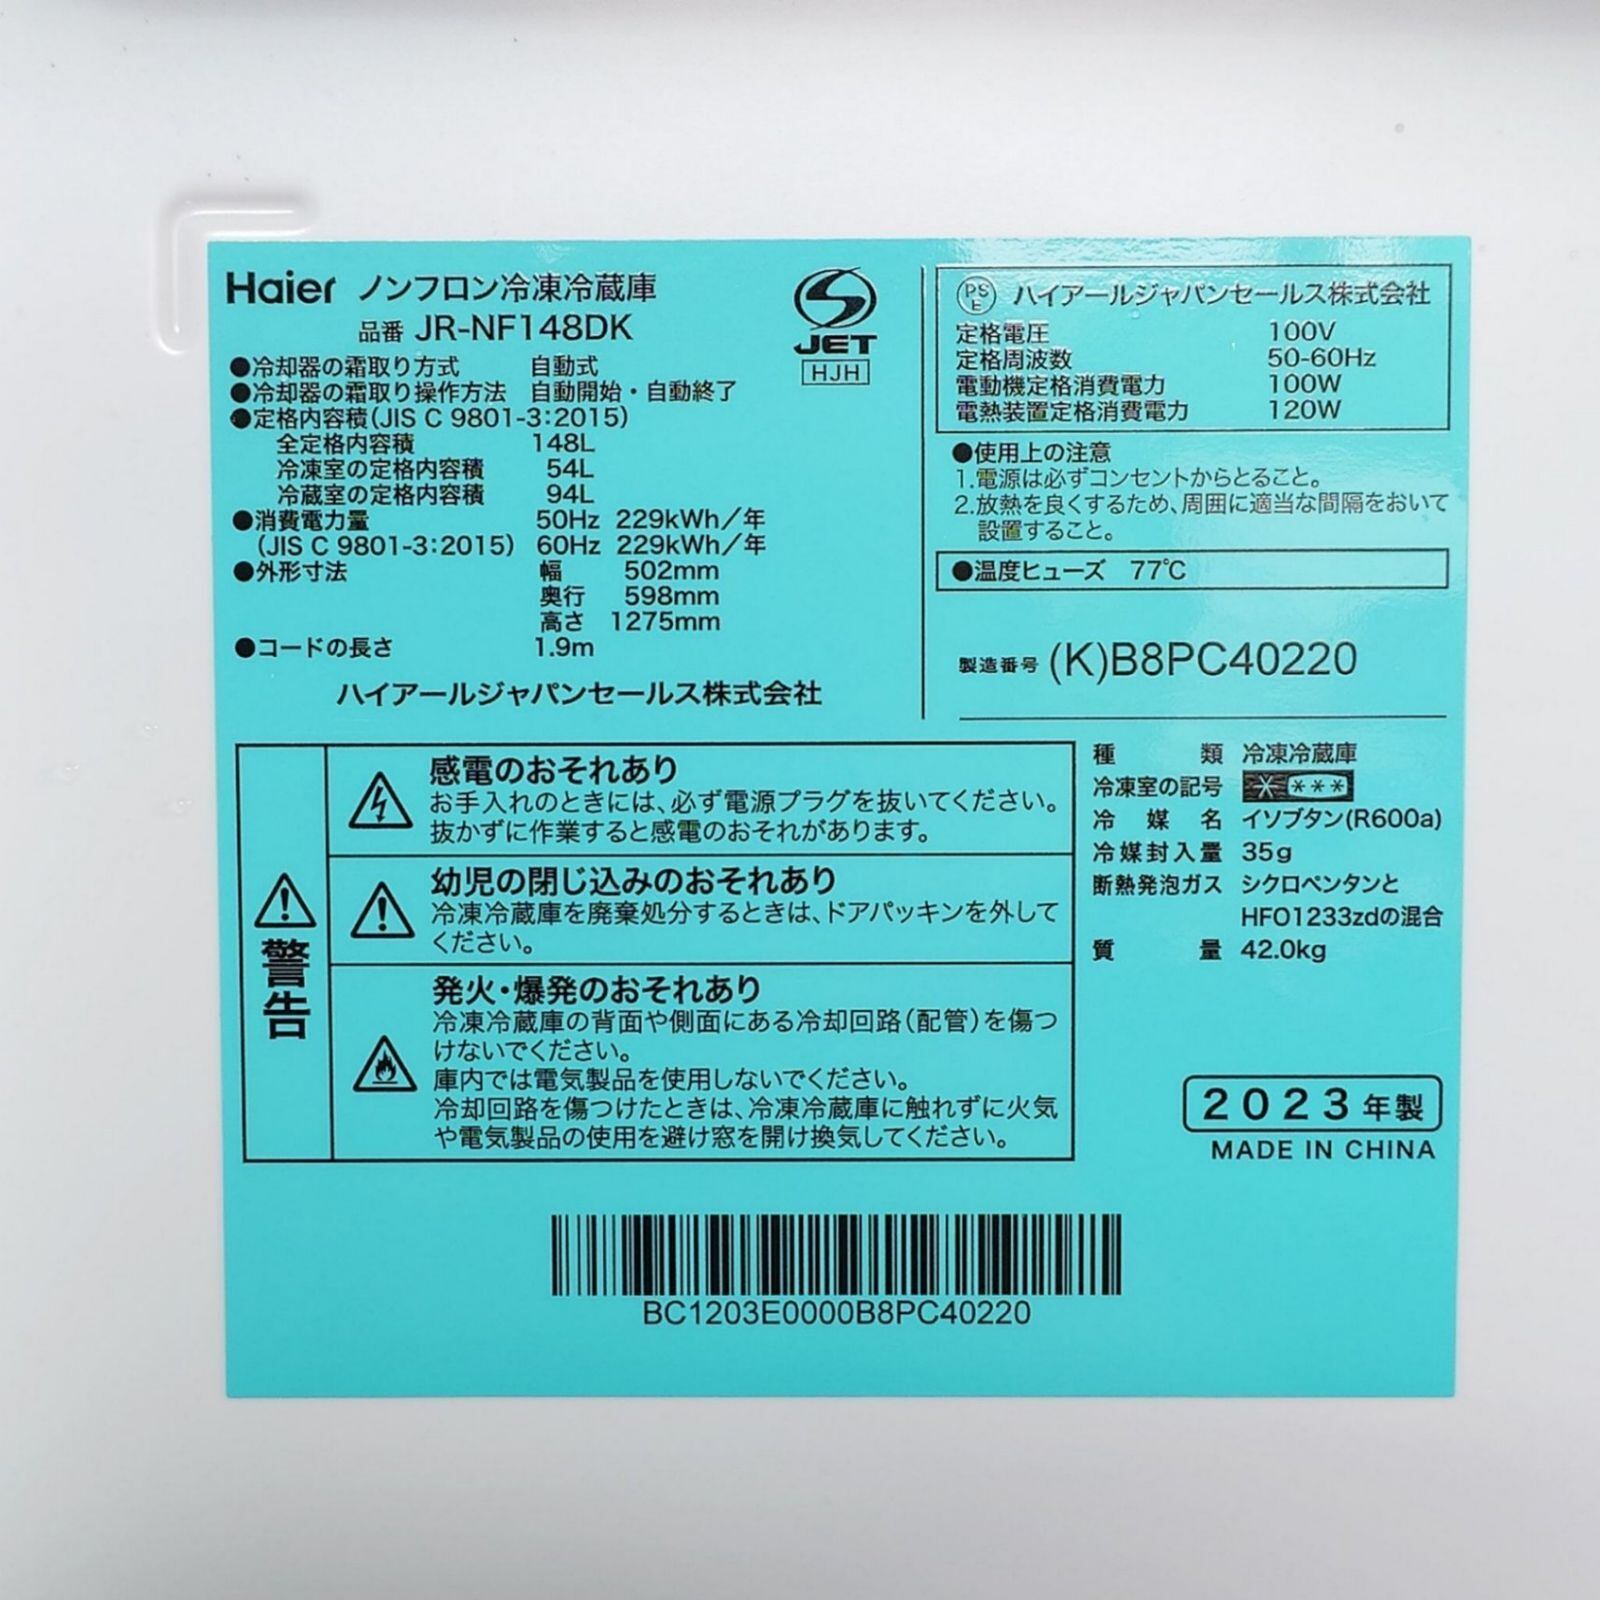 Haier ノンフロン冷凍冷蔵庫
品番 JR-NF148DK
●冷却器の霜取り方式 自動式
●冷却器の霜取り操作方法 自動開始・自動終了
●定格内容積(JIS C 9801-3:2015)
全定格内容積 148L
冷凍室の定格内容積 54L
冷蔵室の定格内容積 94L
●消費電力量 50Hz 229kWh/年
(JIS C 9801-3:2015) 60Hz 229kWh/年
●外形寸法 幅 502mm
奥行 598mm
高さ 1275mm
●コードの長さ 1.9m
ハイアールジャパンセールス株式会社
JET
HJH
PSE ハイアールジャパンセールス株式会社
定格電圧 100V
定格周波数 50-60Hz
電動機定格消費電力 100W
電熱装置定格消費電力 120W
●使用上の注意
1.電源は必ずコンセントからとること。
2.放熱を良くするため、周囲に適当な間隔をおいて
設置すること。
●温度ヒューズ 77℃
製造番号 (K)B8PC40220
警告
感電のおそれあり
お手入れのときには、必ず電源プラグを抜いてください。
抜かずに作業すると感電のおそれがあります。
幼児の閉じ込みのおそれあり
冷凍冷蔵庫を廃棄処分するときは、ドアパッキンを外して
ください。
発火・爆発のおそれあり
冷凍冷蔵庫の背面や側面にある冷却回路(配管)を傷つ
けないでください。
庫内では電気製品を使用しないでください。
冷却回路を傷つけたときは、冷凍冷蔵庫に触れずに火気
や電気製品の使用を避け窓を開け換気してください。
種類 冷凍冷蔵庫
冷凍室の記号 ****
冷媒名 イソブタン(R600a)
冷媒封入量 35g
断熱発泡ガス シクロペンタンと
HFO1233zdの混合
質量 42.0kg
2023年製
MADE IN CHINA
BC1203E0000B8PC40220